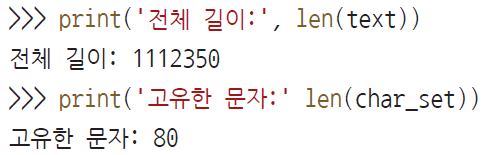 >>> print('전체 길이:', len(text))
전체 길이: 1112350
>>> print('고유한 문자:' len(char_set))
고유한 문자: 80